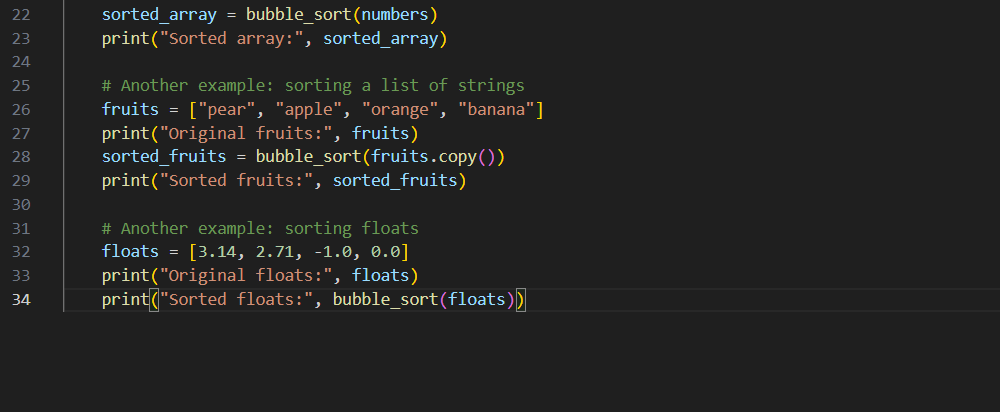 22 sorted_array = bubble_sort(numbers)
23 print("Sorted array:", sorted_array)
24
25 # Another example: sorting a list of strings
26 fruits = ["pear", "apple", "orange", "banana"]
27 print("Original fruits:", fruits)
28 sorted_fruits = bubble_sort(fruits.copy())
29 print("Sorted fruits:", sorted_fruits)
30
31 # Another example: sorting floats
32 floats = [3.14, 2.71, -1.0, 0.0]
33 print("Original floats:", floats)
34 print("Sorted floats:", bubble_sort(floats))